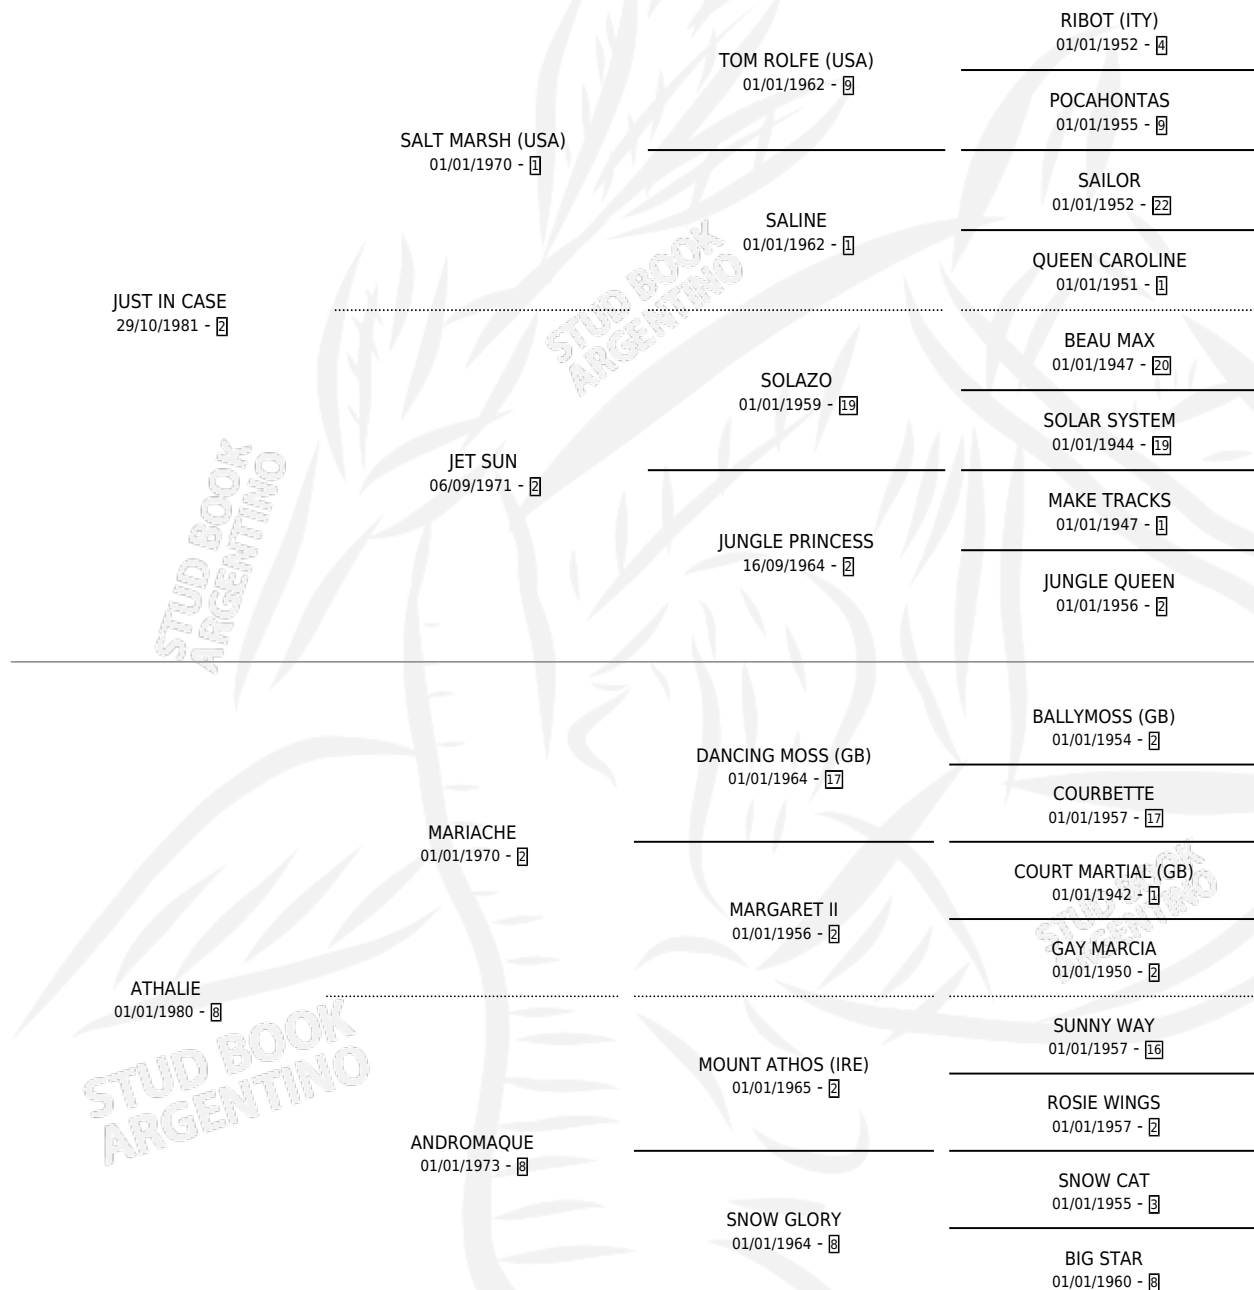 RIBOT (ITY)
01/01/1952 - 4
TOM ROLFE (USA)
01/01/1962 - 9
POCAHONTAS
01/01/1955 - 9
SALT MARSH (USA)
01/01/1970 - 1
SAILOR
01/01/1952 - 22
SALINE
01/01/1962 - 1
QUEEN CAROLINE
01/01/1951 - 1
STUD BOOK
ARGENTINO
JUST IN CASE
29/10/1981 - 2
BEAU MAX
01/01/1947 - 20
SOLAZO
01/01/1959 - 19
SOLAR SYSTEM
01/01/1944 - 19
JET SUN
06/09/1971 - 2
MAKE TRACKS
01/01/1947 - 1
JUNGLE PRINCESS
16/09/1964 - 2
JUNGLE QUEEN
01/01/1956 - 2
STUD BOOK
ARGENTINO
BALLYMOSS (GB)
01/01/1954 - 2
DANCING MOSS (GB)
01/01/1964 - 17
COURBETTE
01/01/1957 - 17
MARIACHE
01/01/1970 - 2
COURT MARTIAL (GB)
01/01/1942 - 1
MARGARET II
01/01/1956 - 2
STUD BOOK
ARGENTINO
GAY MARCIA
01/01/1950 - 2
ATHALIE
01/01/1980 - 8
SUNNY WAY
01/01/1957 - 16
MOUNT ATHOS (IRE)
01/01/1965 - 2
ROSIE WINGS
01/01/1957 - 2
STUD BOOK
ARGENTINO
ANDROMAQUE
01/01/1973 - 8
SNOW CAT
01/01/1955 - 3
SNOW GLORY
01/01/1964 - 8
BIG STAR
01/01/1960 - 8